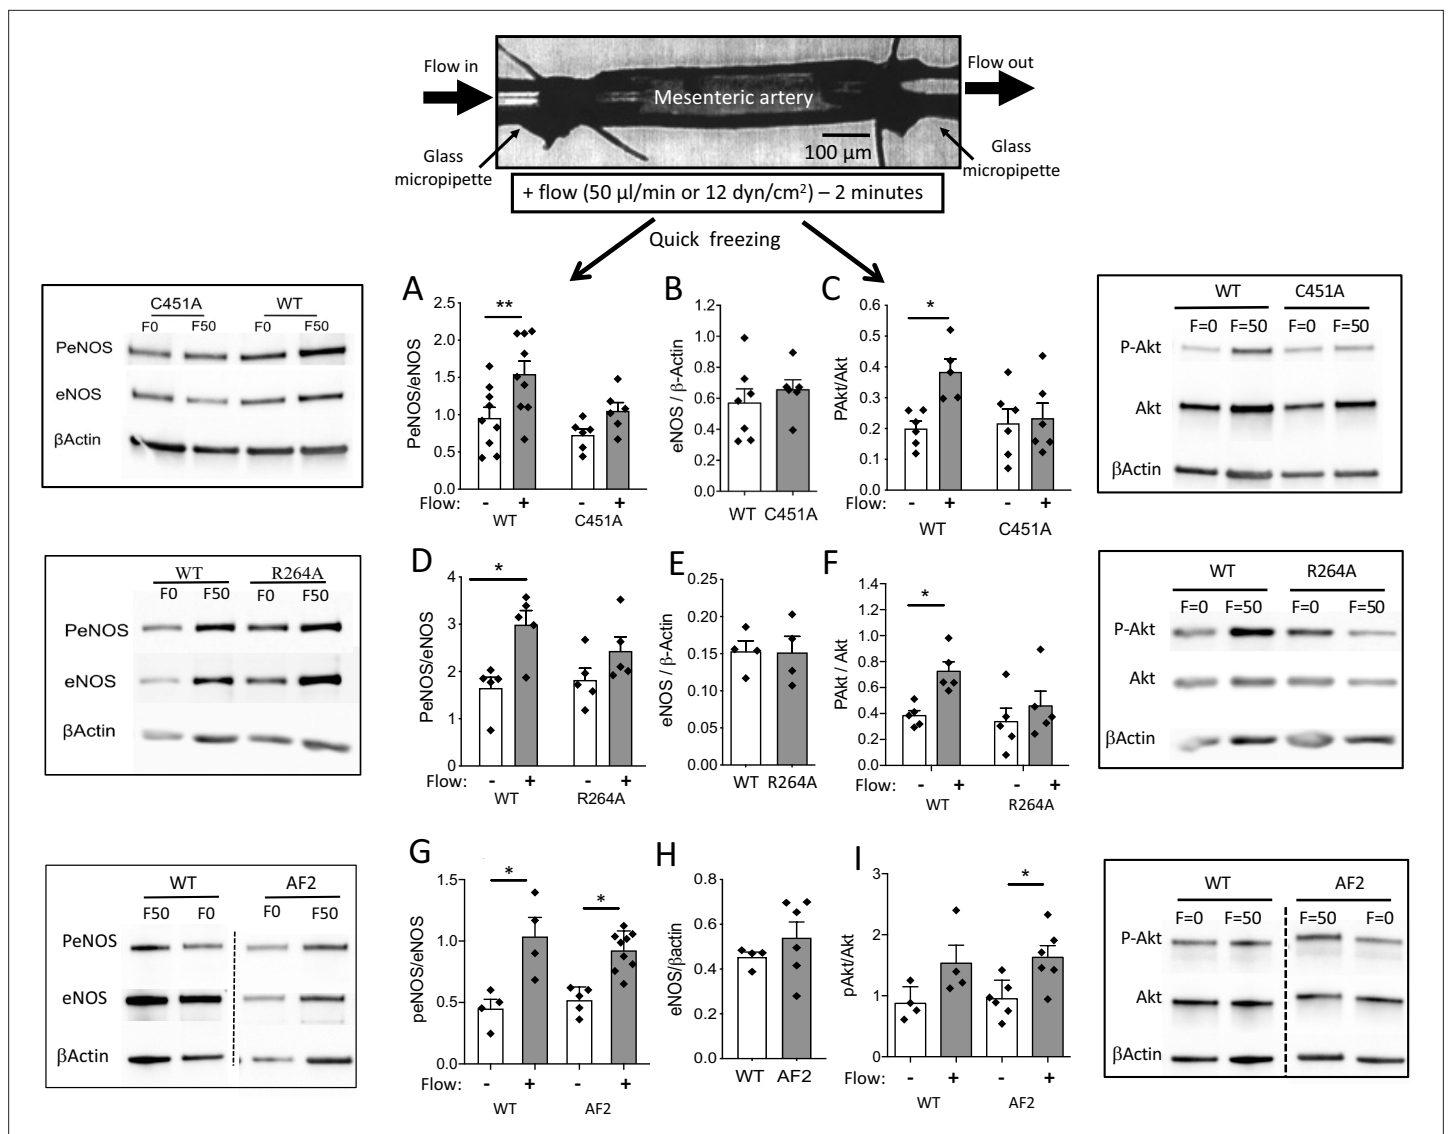 Flow in
Mesenteric artery
Flow out
100 µm
Glass
micropipette
Glass
micropipette
+ flow (50 µl/min or 12 dyn/cm²) – 2 minutes
Quick freezing
C451A WT
F0 F50 F0 F50
PeNOS
eNOS
βActin
A
PeNOS/eNOS
2.5
2.0
1.5
1.0
0.5
0.0
**
Flow: - + - +
WT C451A
B
eNOS / β-Actin
1.2
1.0
0.8
0.6
0.4
0.2
0.0
WT C451A
C
PAkt/Akt
0.6
0.5
0.4
0.3
0.2
0.1
0.0
*
Flow: - + - +
WT C451A
WT C451A
F=0 F=50 F=0 F=50
P-Akt
Akt
βActin
WT R264A
F0 F50 F0 F50
PeNOS
eNOS
βActin
D
PeNOS/eNOS
4
3
2
1
0
*
Flow: - + - +
WT R264A
E
eNOS / β-Actin
0.25
0.20
0.15
0.10
0.05
0.00
WT R264A
F
PAkt / Akt
1.4
1.2
1.0
0.8
0.6
0.4
0.2
0.0
*
Flow: - + - +
WT R264A
WT R264A
F=0 F=50 F=0 F=50
P-Akt
Akt
βActin
WT AF2
F50 F0 F0 F50
PeNOS
eNOS
βActin
G
peNOS/eNOS
1.5
1.0
0.5
0.0
* *
Flow: - + - +
WT AF2
H
eNOS/βactin
0.8
0.6
0.4
0.2
0.0
WT AF2
I
pAkt/Akt
3
2
1
0
*
Flow: - + - +
WT AF2
WT AF2
F=0 F=50 F=50 F=0
P-Akt
Akt
βActin